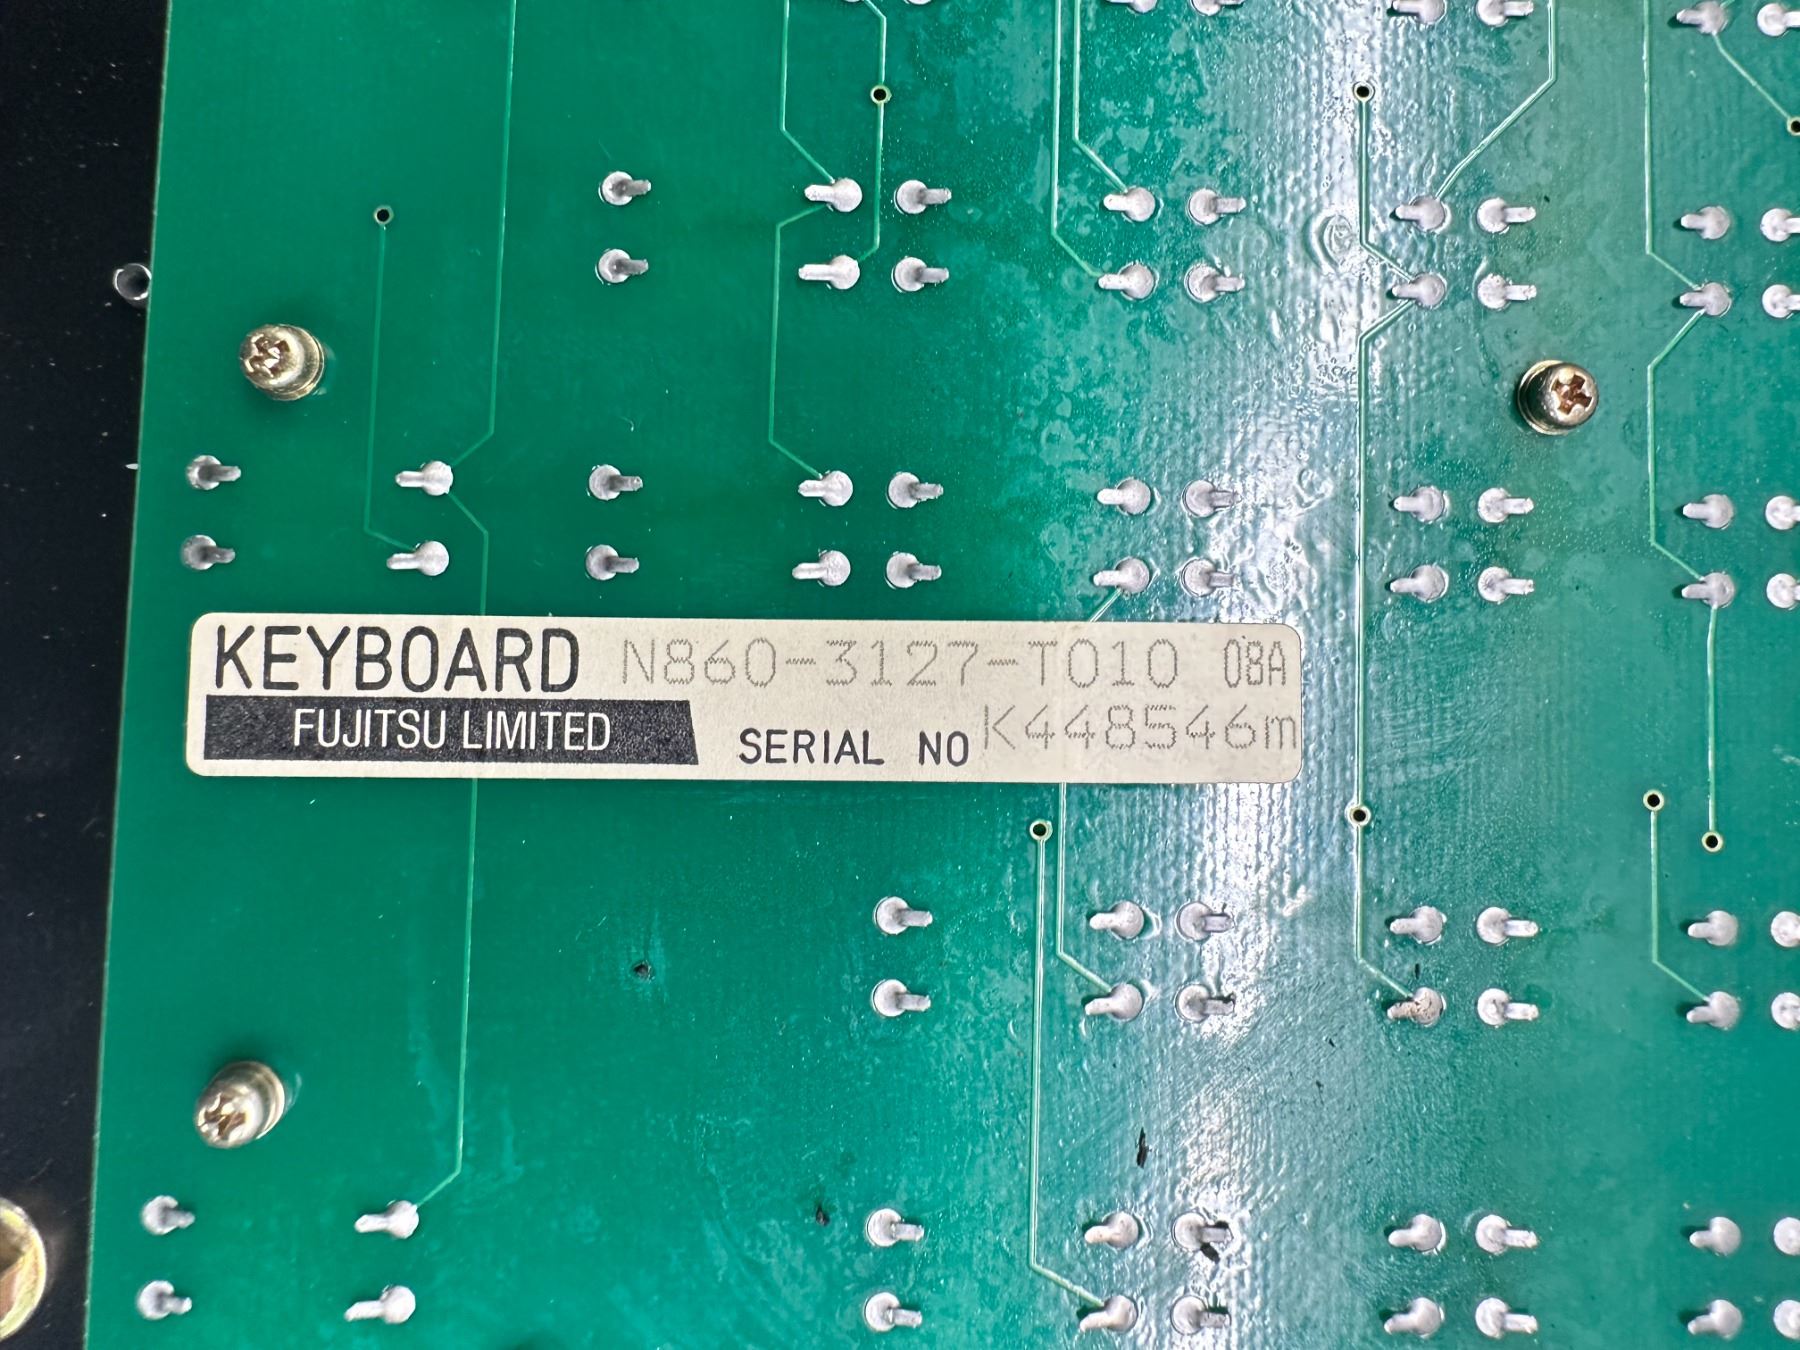 KEYBOARD N860-3127-T010 08A
FUJITSU LIMITED SERIAL NO K448546m